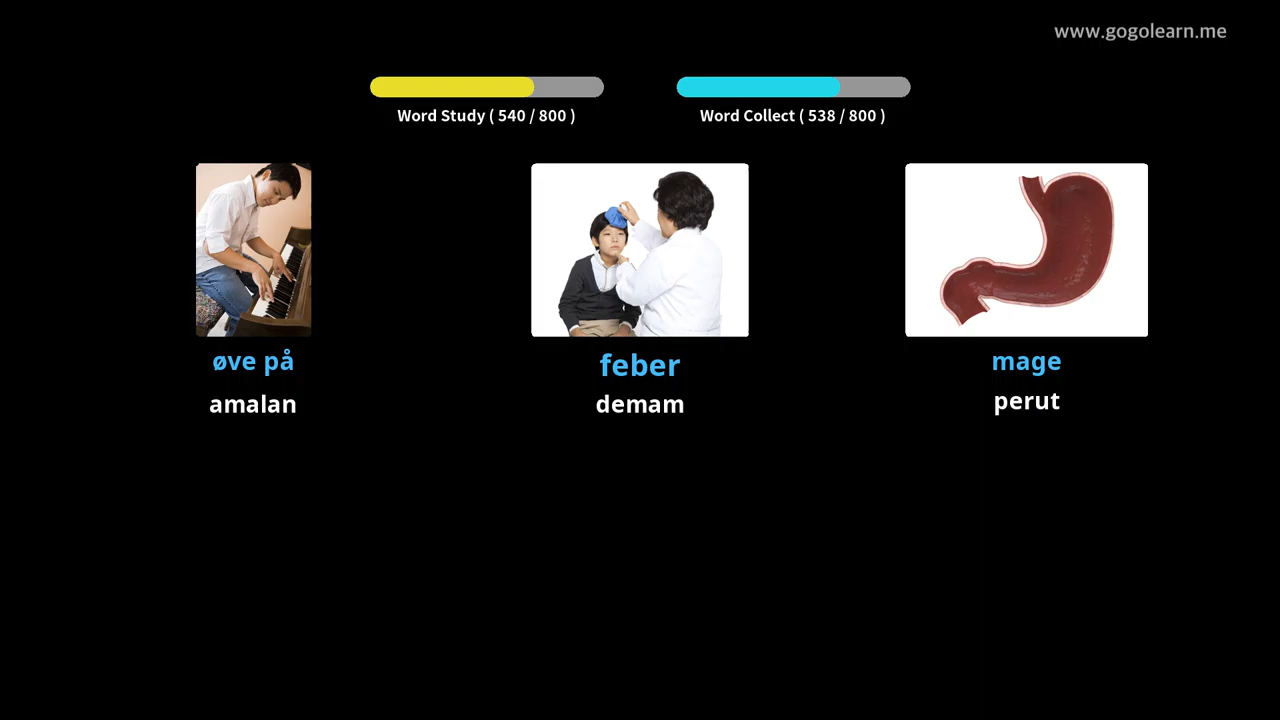 www.gogolearn.me
Word Study ( 540 / 800 )
Word Collect ( 538 / 800 )
øve på
feber
mage
amalan
demam
perut